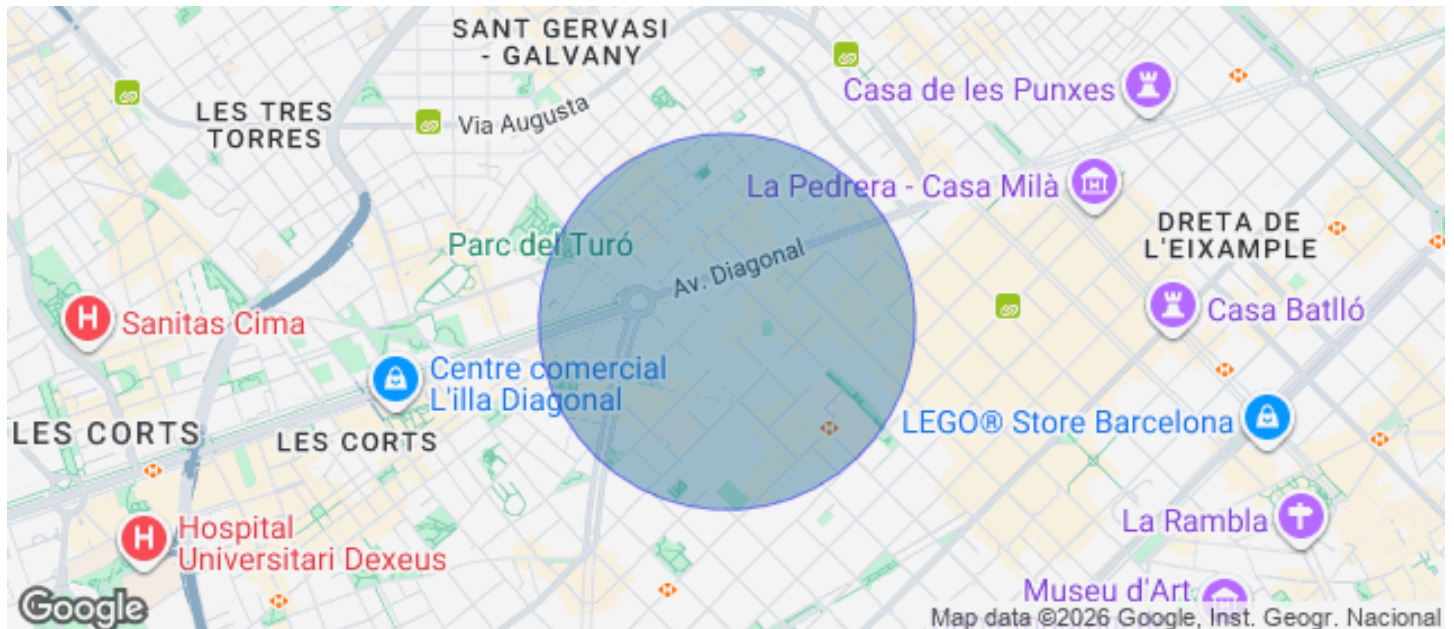 SANT GERVASI
- GALVANY
Casa de les Punxes
LES TRES
TORRES
Via Augusta
La Pedrera - Casa Milà
DRETA DE
L'EIXAMPLE
Parc del Turó
Av. Diagonal
H
Sanitas Cima
Casa Batlló
Centre comercial
L'illa Diagonal
LES CORTS
LES CORTS
LEGO® Store Barcelona
H
Hospital
Universitari Dexeus
La Rambla
Museu d'Art
Google
Map data ©2026 Google, Inst. Geogr. Nacional